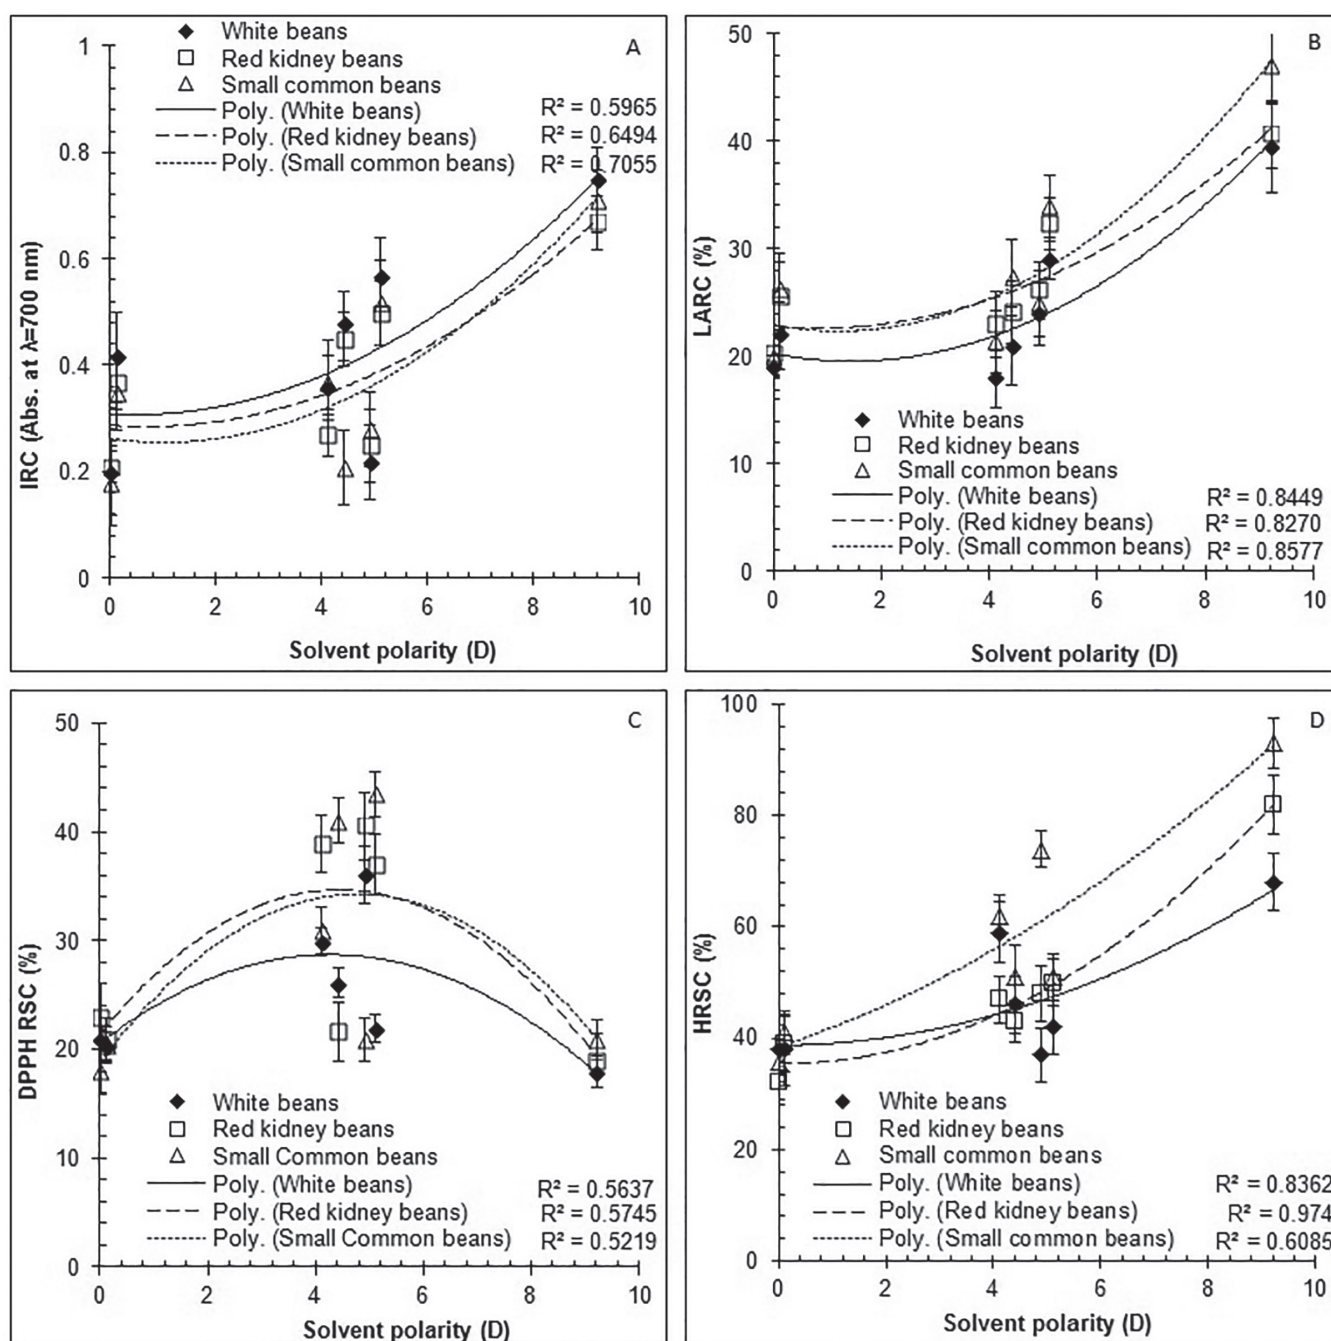 A
White beans
Red kidney beans
Small common beans
Poly. (White beans) R² = 0.5965
Poly. (Red kidney beans) R² = 0.6494
Poly. (Small common beans) R² = 0.7055
IRC (Abs. at λ=700 nm)
1
0.8
0.6
0.4
0.2
0
0 2 4 6 8 10
Solvent polarity (D)
B
LARC (%)
50
40
30
20
10
0
White beans
Red kidney beans
Small common beans
Poly. (White beans) R² = 0.8449
Poly. (Red kidney beans) R² = 0.8270
Poly. (Small common beans) R² = 0.8577
0 2 4 6 8 10
Solvent polarity (D)
C
DPPH RSC (%)
50
40
30
20
10
0
White beans
Red kidney beans
Small Common beans
Poly. (White beans) R² = 0.5637
Poly. (Red kidney beans) R² = 0.5745
Poly. (Small Common beans) R² = 0.5219
0 2 4 6 8 10
Solvent polarity (D)
D
HRSC (%)
100
80
60
40
20
0
White beans
Red kidney beans
Small common beans
Poly. (White beans) R² = 0.8362
Poly. (Red kidney beans) R² = 0.974
Poly. (Small common beans) R² = 0.6085
0 2 4 6 8 10
Solvent polarity (D)